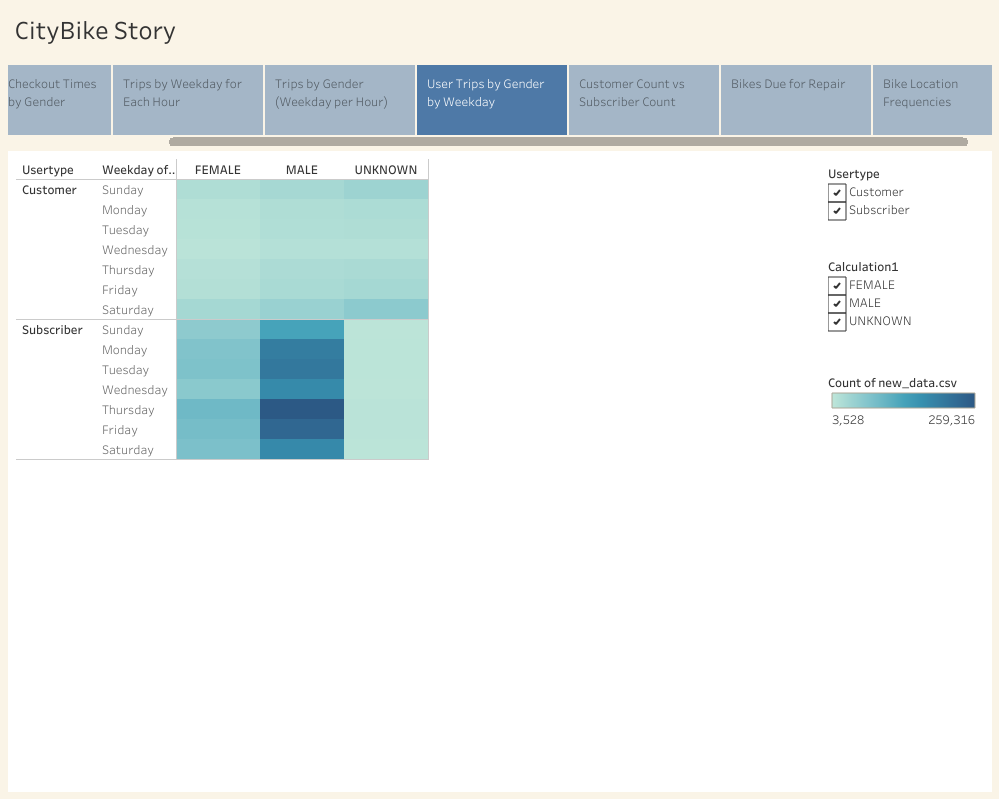 CityBike Story
Checkout Times
by Gender
Trips by Weekday for
Each Hour
Trips by Gender
(Weekday per Hour)
User Trips by Gender
by Weekday
Customer Count vs
Subscriber Count
Bikes Due for Repair
Bike Location
Frequencies
Usertype Weekday of.. FEMALE MALE UNKNOWN
Customer Sunday
Monday
Tuesday
Wednesday
Thursday
Friday
Saturday
Subscriber Sunday
Monday
Tuesday
Wednesday
Thursday
Friday
Saturday
Usertype
Customer
Subscriber
Calculation1
FEMALE
MALE
UNKNOWN
Count of new_data.csv
3,528 259,316